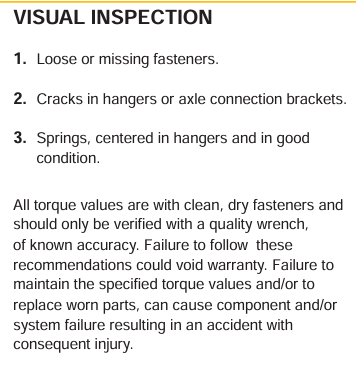 VISUAL INSPECTION
1. Loose or missing fasteners.
2. Cracks in hangers or axle connection brackets.
3. Springs, centered in hangers and in good
condition.
All torque values are with clean, dry fasteners and
should only be verified with a quality wrench,
of known accuracy. Failure to follow  these
recommendations could void warranty. Failure to
maintain the specified torque values and/or to
replace worn parts, can cause component and/or
system failure resulting in an accident with
consequent injury.